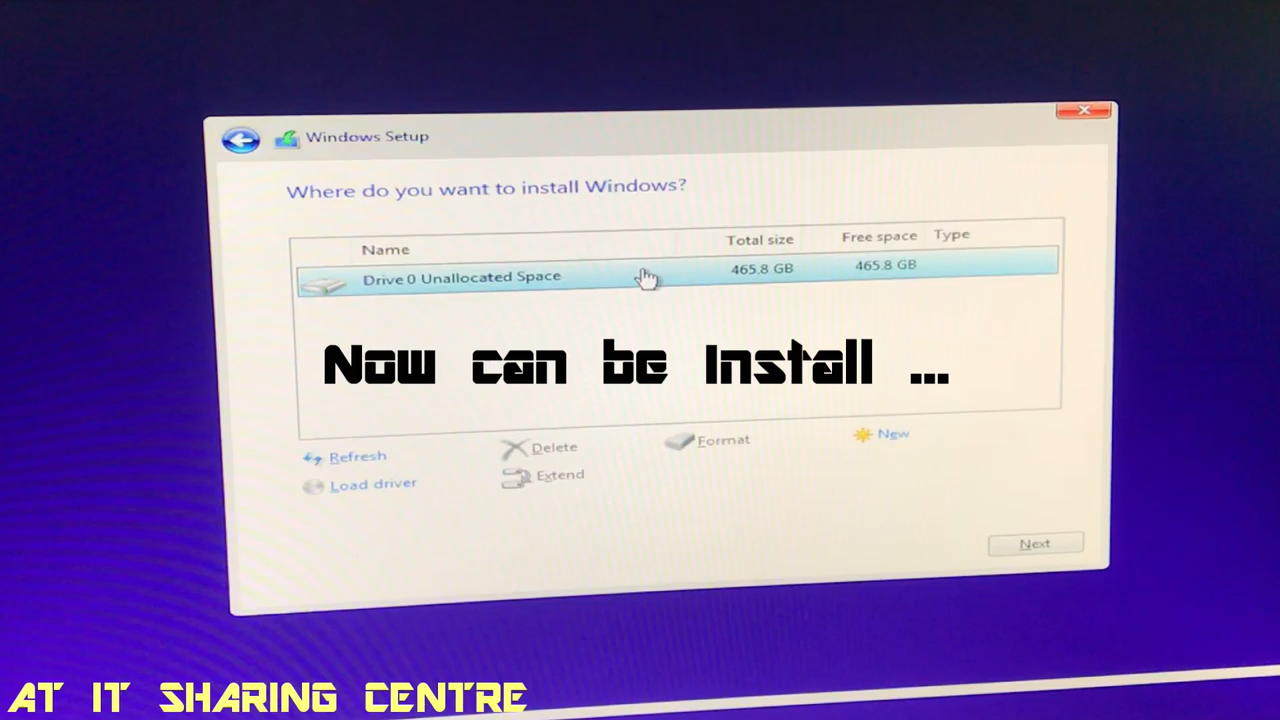 Windows Setup
Where do you want to install Windows?
Name Total size Free space Type
Drive 0 Unallocated Space 465.8 GB 465.8 GB
Now can be Install ...
Refresh Delete Format New
Load driver Extend
Next
AT IT SHARING CENTRE